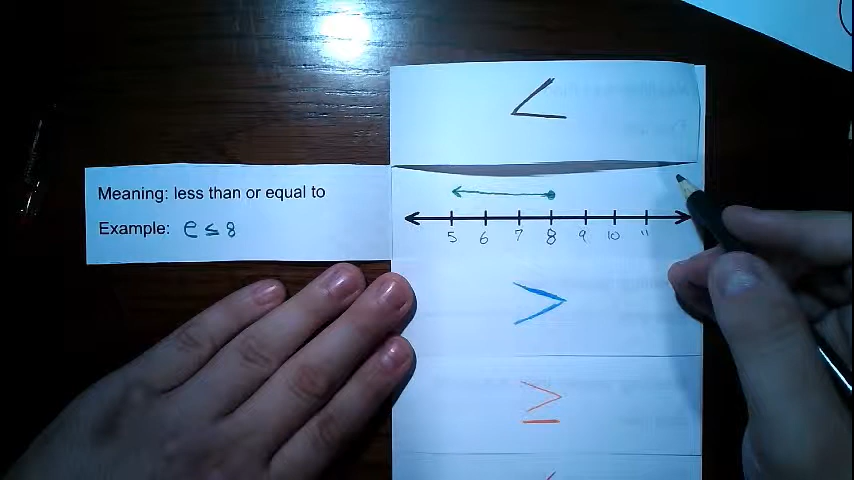 <
Meaning: less than or equal to
Example: e ≤ 8
5 6 7 8 9 10 11
>
≥